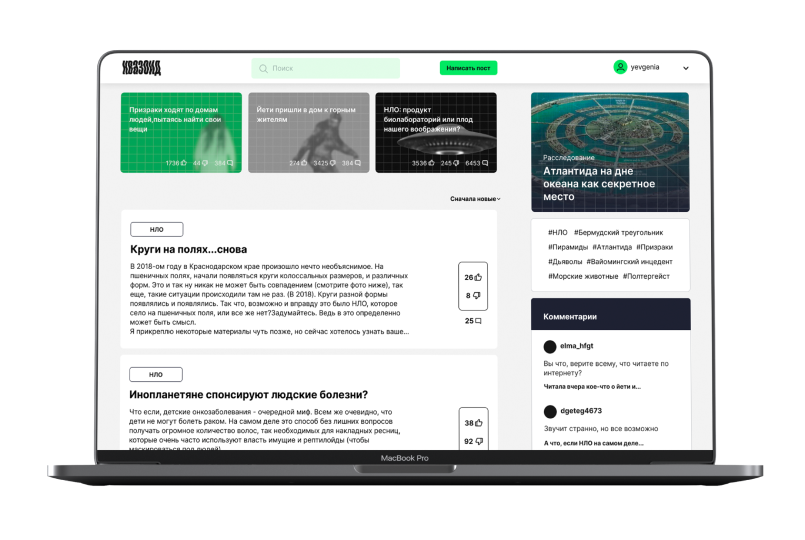 КВАЗОИД
Поиск
Написать пост
yevgenia
Призраки ходят по домам
людей,пытаясь найти свои
вещи
1736 44 384
Йети пришли в дом к горным
жителям
274 3425 364
НЛО: продукт
биолабораторий или плод
нашего воображения?
3536 245 6453
Расследование
Атлантида на дне
океана как секретное
место
Сначала новые
НЛО
Круги на полях...снова
В 2018-ом году в Краснодарском крае произошло нечто необъяснимое. На
пшеничных полях, начали появляться круги колоссальных размеров, и различных
форм. Это и так ну никак не может быть совпадением (смотрите фото ниже), так
еще, такие ситуации происходили там не раз. (В 2018). Круги разной формы
появлялись и появлялись. Так что, возможно и вправду это было НЛО, которое
село на пшеничных поля, или все же нет?Задумайтесь. Ведь в это определенно
может быть смысл.
Я прикреплю некоторые материалы чуть позже, но сейчас хотелось узнать ваше...
26
8
25
#НЛО #Бермудский треугольник
#Пирамиды #Атлантида #Призраки
#Дьяволы #Вайомингский инцедент
#Морские животные #Полтергейст
Комментарии
elma_hfgt
Вы что, верите всему, что читаете по
интернету?
Читала вчера кое-что о йети и...
dgeteg4673
Звучит странно, но все возможно
А что, если НЛО на самом деле...
НЛО
Инопланетяне спонсируют людские болезни?
Что если, детские онкозаболевания - очередной миф. Всем же очевидно, что
дети не могут болеть раком. На самом деле это способ без лишних вопросов
получать огромное количество волос, так необходимых для накладных ресниц,
которые очень часто используют власть имущие и рептилойды (чтобы
маскироваться под людей)
38
92
MacBook Pro